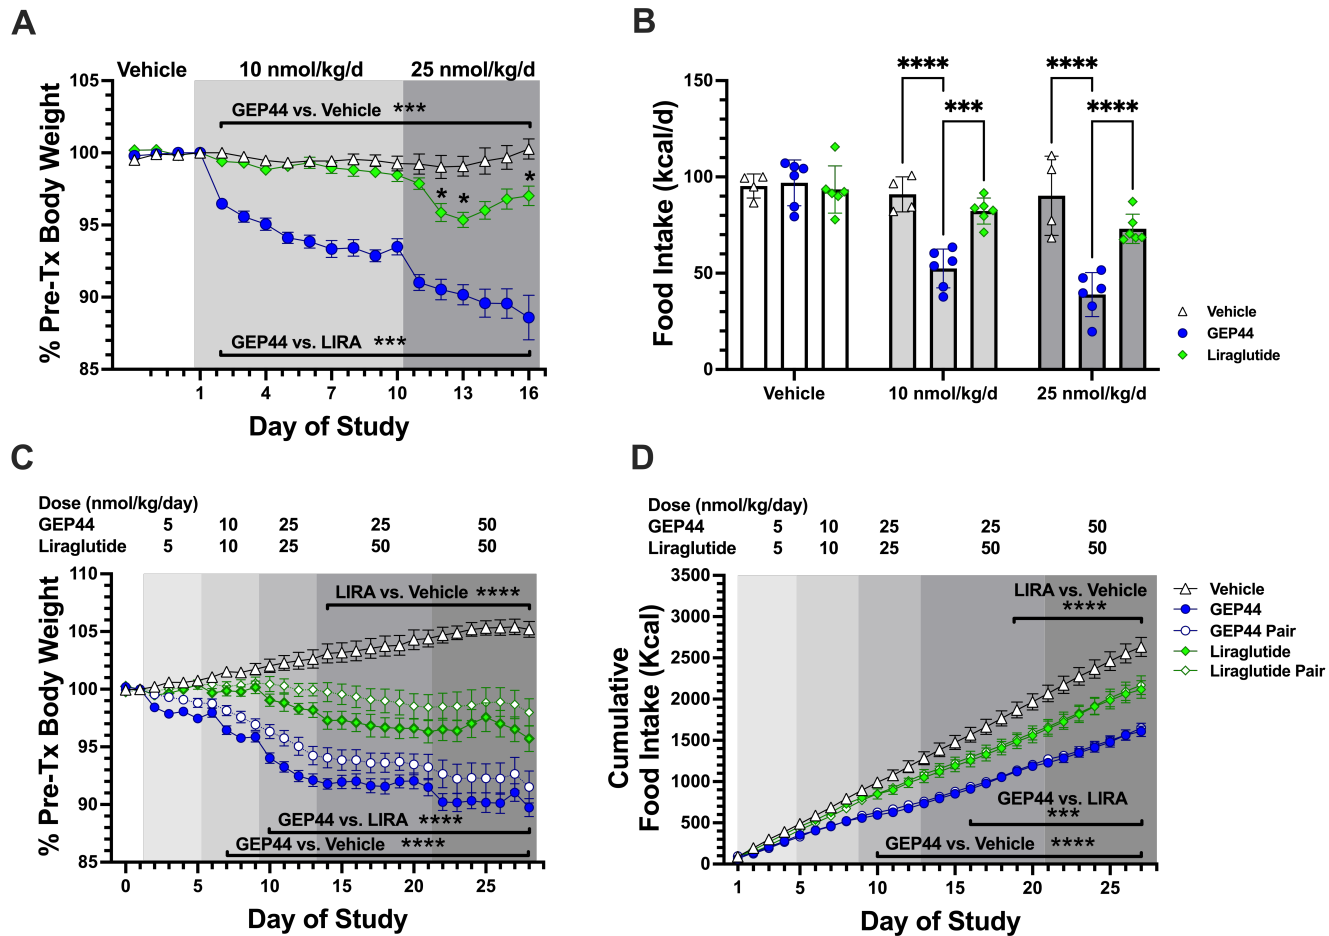 A
Vehicle 10 nmol/kg/d 25 nmol/kg/d
% Pre-Tx Body Weight
105
100
95
90
85
GEP44 vs. Vehicle ***
* * *
GEP44 vs. LIRA ***
1 4 7 10 13 16
Day of Study
B
Food Intake (kcal/d)
150
100
50
0
**** ****
*** ****
Vehicle 10 nmol/kg/d 25 nmol/kg/d
Vehicle
GEP44
Liraglutide
C
Dose (nmol/kg/day)
GEP44 5 10 25 25 50
Liraglutide 5 10 25 50 50
% Pre-Tx Body Weight
110
105
100
95
90
85
LIRA vs. Vehicle ****
GEP44 vs. LIRA ****
GEP44 vs. Vehicle ****
0 5 10 15 20 25
Day of Study
D
Dose (nmol/kg/day)
GEP44 5 10 25 25 50
Liraglutide 5 10 25 50 50
Cumulative
Food Intake (Kcal)
3500
3000
2500
2000
1500
1000
500
0
LIRA vs. Vehicle
****
GEP44 vs. LIRA
***
GEP44 vs. Vehicle ****
1 5 10 15 20 25
Day of Study
Vehicle
GEP44
GEP44 Pair
Liraglutide
Liraglutide Pair